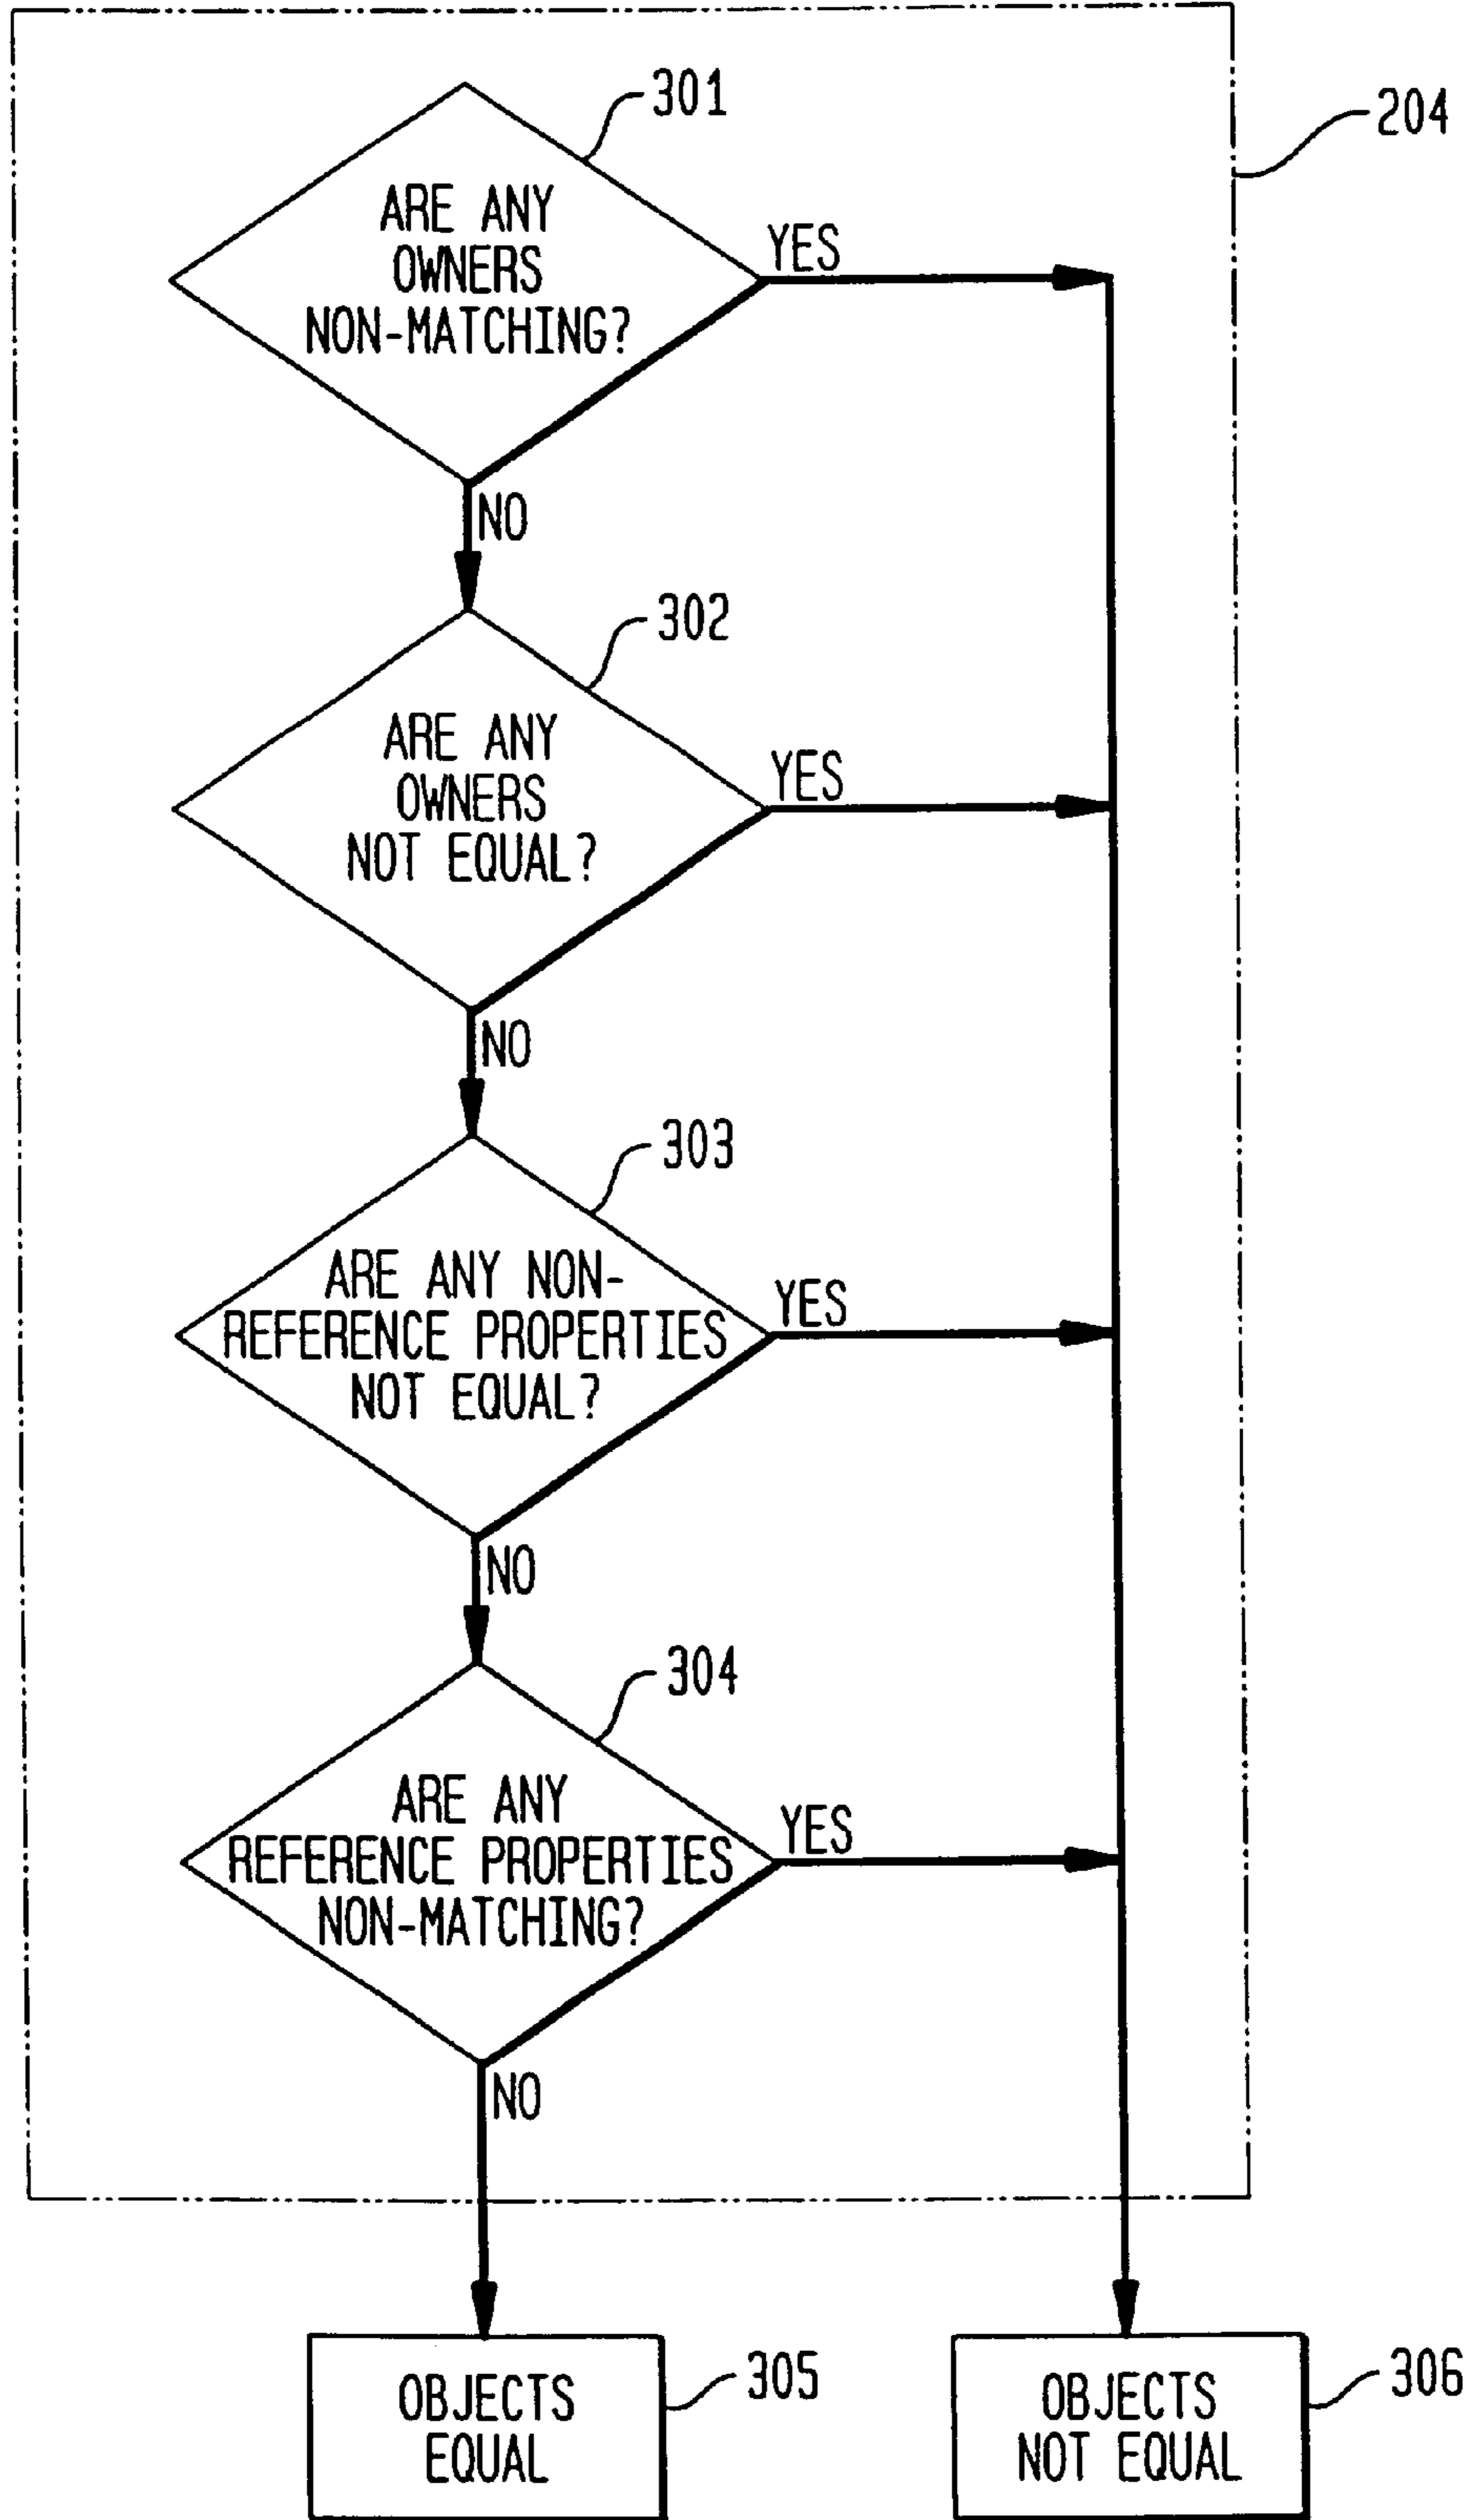 301
204
ARE ANY
OWNERS
NON-MATCHING?
YES
NO
302
ARE ANY
OWNERS
NOT EQUAL?
YES
NO
303
ARE ANY NON-
REFERENCE PROPERTIES
NOT EQUAL?
YES
NO
304
ARE ANY
REFERENCE PROPERTIES
NON-MATCHING?
YES
NO
OBJECTS
EQUAL
305
OBJECTS
NOT EQUAL
306